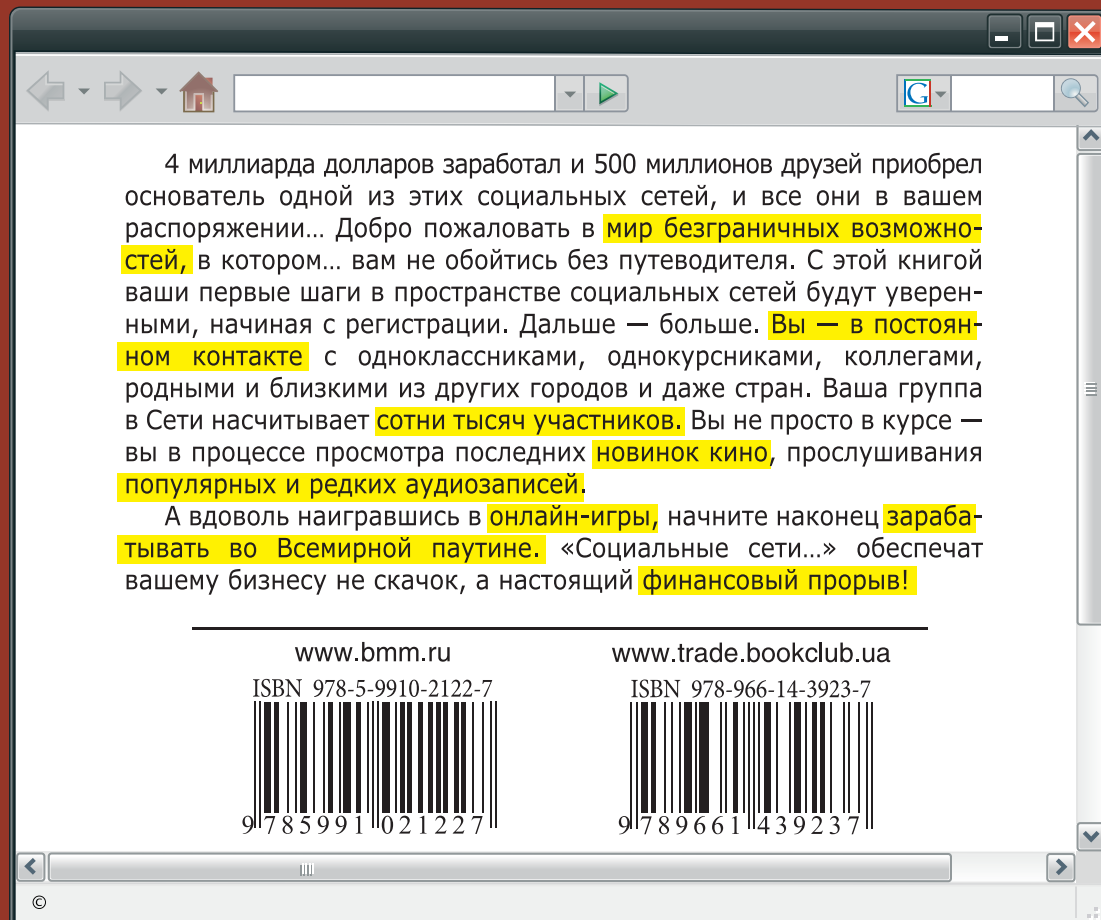 G
4 миллиарда долларов заработал и 500 миллионов друзей приобрел
основатель одной из этих социальных сетей, и все они в вашем
распоряжении... Добро пожаловать в мир безграничных возможно-
стей, в котором... вам не обойтись без путеводителя. С этой книгой
ваши первые шаги в пространстве социальных сетей будут уверен-
ными, начиная с регистрации. Дальше — больше. Вы — в постоян-
ном контакте с одноклассниками, однокурсниками, коллегами,
родными и близкими из других городов и даже стран. Ваша группа
в Сети насчитывает сотни тысяч участников. Вы не просто в курсе —
вы в процессе просмотра последних новинок кино, прослушивания
популярных и редких аудиозаписей.
А вдоволь наигравшись в онлайн-игры, начните наконец зараба-
тывать во Всемирной паутине. «Социальные сети...» обеспечат
вашему бизнесу не скачок, а настоящий финансовый прорыв!
www.bmm.ru
ISBN 978-5-9910-2122-7
9 785991 021227
www.trade.bookclub.ua
ISBN 978-966-14-3923-7
9 789661 439237
©